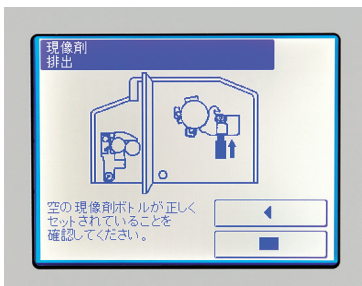 現像剤
排出
空の現像剤ボトルが正しく
セットされていることを
確認してください。